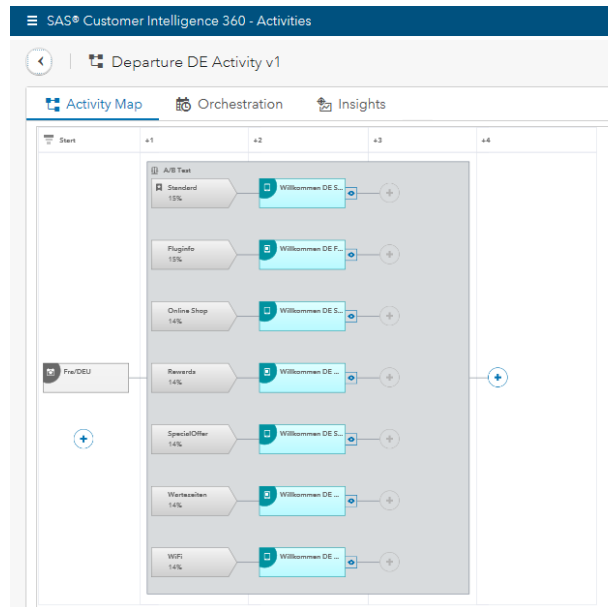 SAS® Customer Intelligence 360 - Activities
Departure DE Activity v1
Activity Map Orchestration Insights
Start +1 +2 +3 +4
A/B Test
Standard
15%
Willkommen DE S...
Fluginfo
15%
Willkommen DE F...
Online Shop
14%
Willkommen DE S...
Fra/DEU
Rewards
14%
Willkommen DE ...
SpecialOffer
14%
Willkommen DE S...
Wartezeiten
14%
Willkommen DE ...
WiFi
14%
Willkommen DE ...